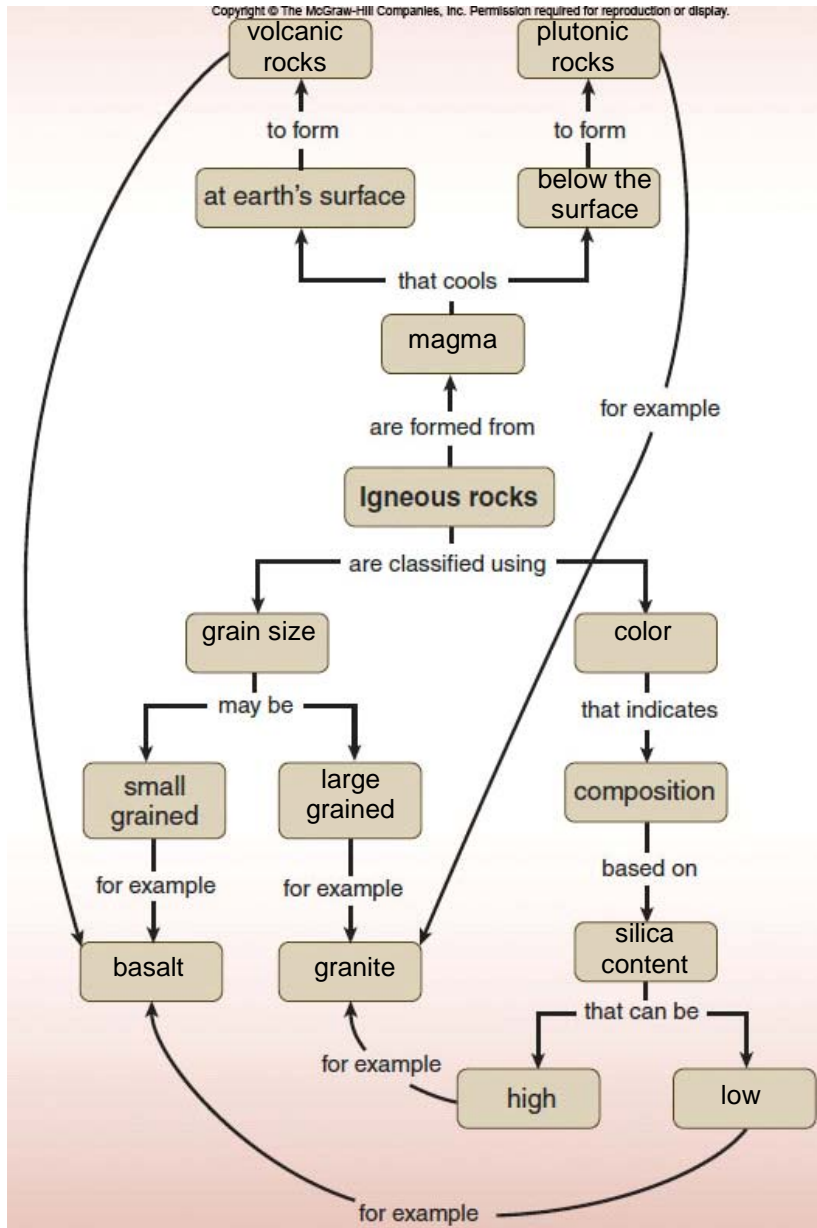 Copyright © The McGraw-Hill Companies, Inc. Permission required for reproduction or display.
volcanic
rocks
plutonic
rocks
to form
to form
at earth's surface
below the
surface
that cools
magma
for example
are formed from
Igneous rocks
are classified using
grain size
color
may be
that indicates
small
grained
large
grained
composition
for example
for example
based on
basalt
granite
silica
content
that can be
for example
high
low
for example